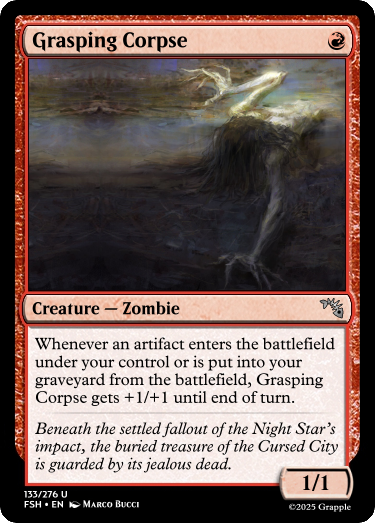 Grasping Corpse
Creature — Zombie
Whenever an artifact enters the battlefield
under your control or is put into your
graveyard from the battlefield, Grasping
Corpse gets +1/+1 until end of turn.
Beneath the settled fallout of the Night Star's
impact, the buried treasure of the Cursed City
is guarded by its jealous dead.
1/1
133/276 U
FSH • EN Marco Bucci
©2025 Grapple